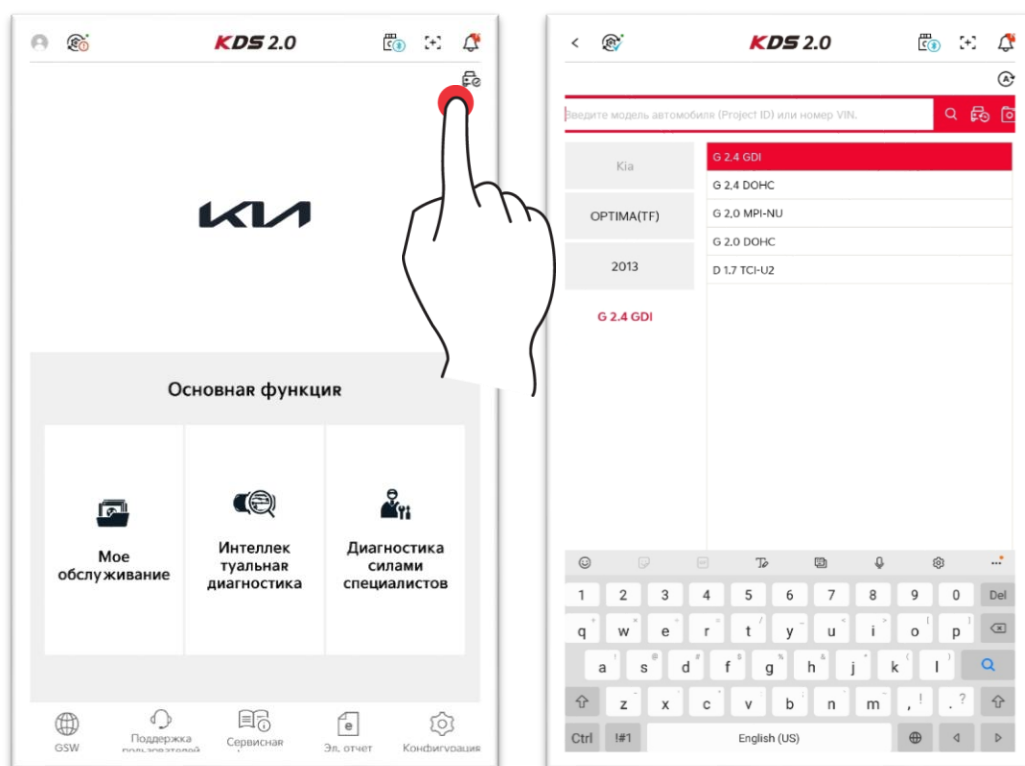 KDS 2.0
KIA
Основная функция
Мое
обслуживание
Интеллек
туальная
диагностика
Диагностика
силами
специалистов
GSW
Поддержка
пользователей
Сервисная
Эл. отчет
Конфигурация
KDS 2.0
Введите модель автомобиля (Project ID) или номер VIN.
Kia
OPTIMA(TF)
2013
G 2.4 GDI
G 2.4 GDI
G 2,4 DOHC
G 2,0 MPI-NU
G 2.0 DOHC
D 1.7 TCI-U2
1 2 3 4 5 6 7 8 9 0 Del
q w e r t y u i o p
a s d f g h j k l
z x c v b n m , ! . ?
Ctrl !#1 English (US)